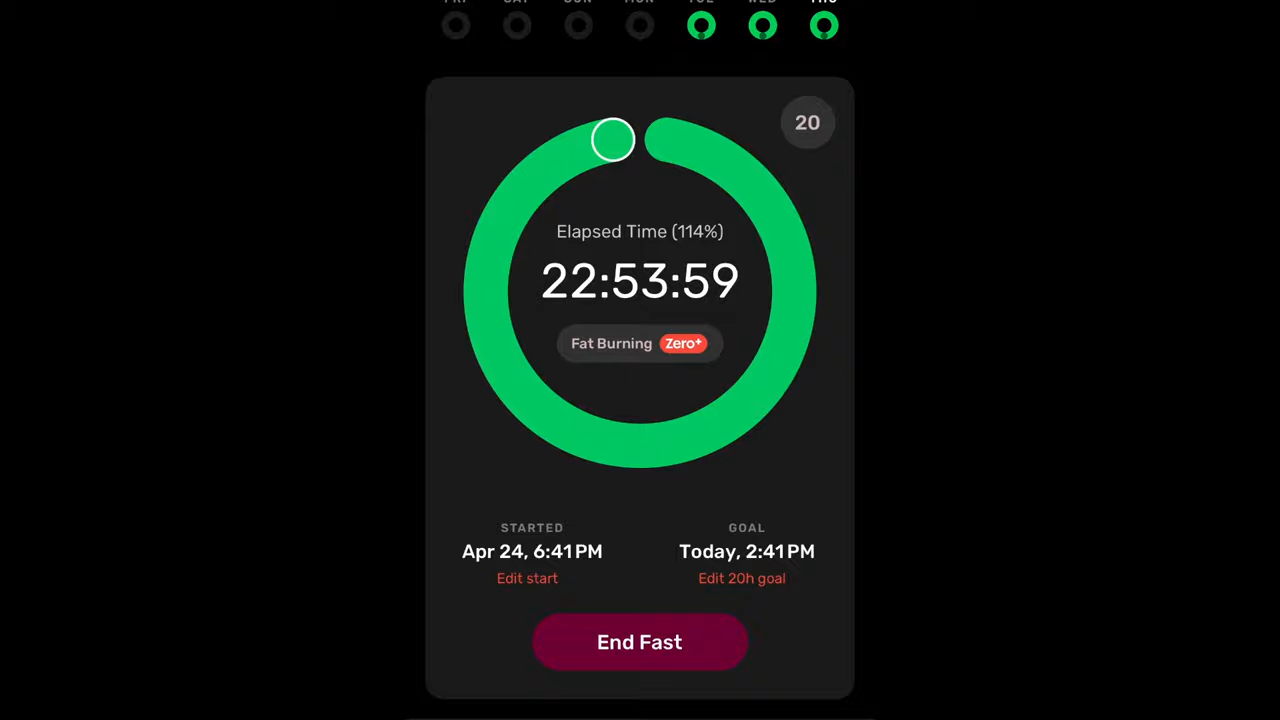 20
Elapsed Time (114%)
22:53:59
Fat Burning Zero+
STARTED
GOAL
Apr 24, 6:41 PM
Today, 2:41 PM
Edit start
Edit 20h goal
End Fast